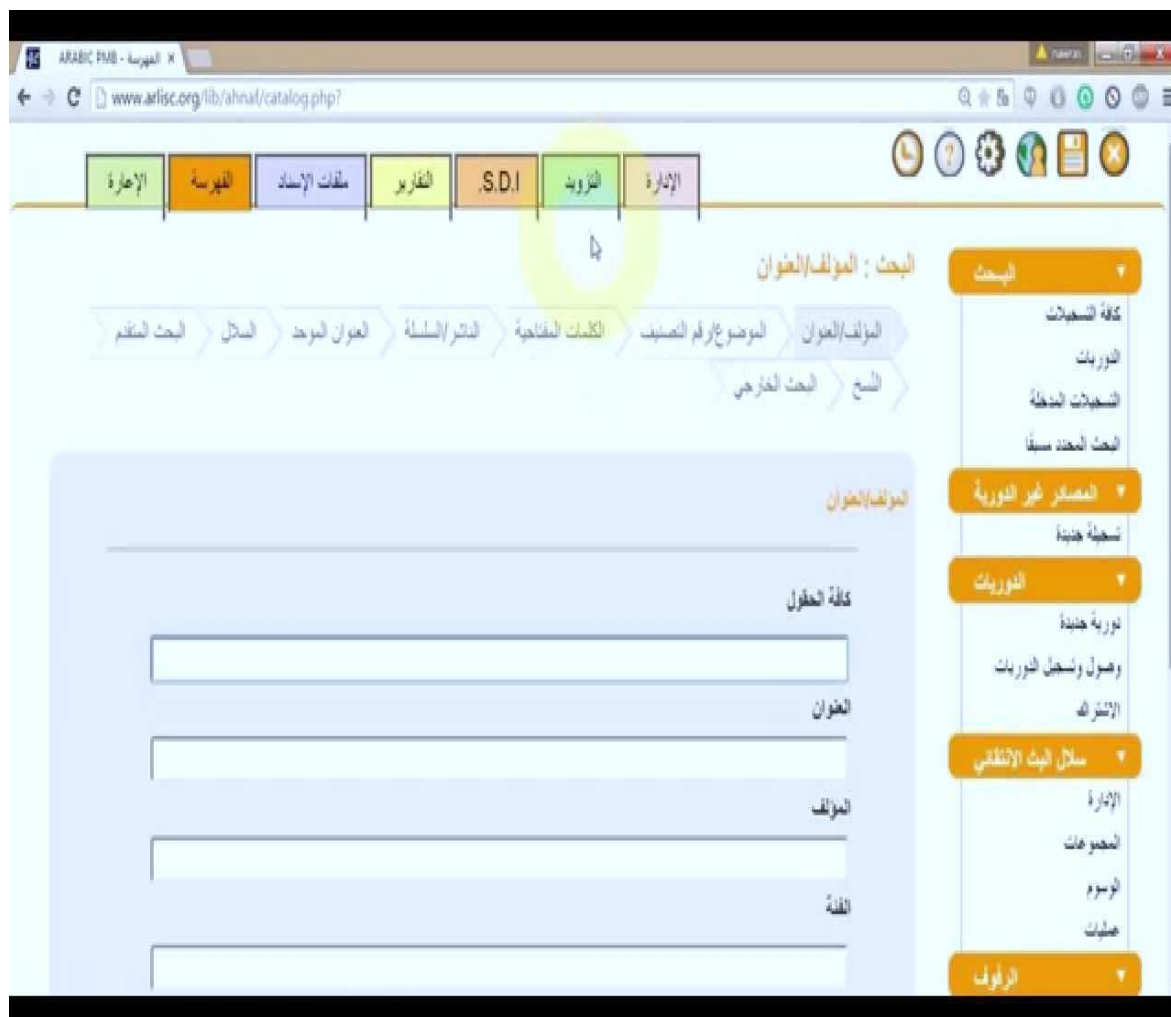 ARABIC PMB - الفهرسة
www.arlisc.org/lib/ahnaf/catalog.php?
الإدارة
التزويد
S.D.I.
التقارير
ملفات الإسناد
الفهرسة
الإعارة
البحث
كافة التسجيلات
الدوريات
التسجيلات المدخلة
البحث المحدد مسبقا
المصادر غير الدورية
تسجيلة جديدة
الدوريات
دورية جديدة
وصول وتسجيل الدوريات
الاشتراك
سلال البث الانتقائي
الإدارة
المجموعات
الرسوم
عمليات
الرفوف
البحث : المؤلف/العنوان
المؤلف/العنوان
الموضوع/رقم التصنيف
الكلمات المفتاحية
الناشر/السلسلة
العنوان الموحد
السلال
البحث المتقدم
النسخ
البحث الخارجي
المؤلف/العنوان
كافة الحقول
العنوان
المؤلف
الفئة